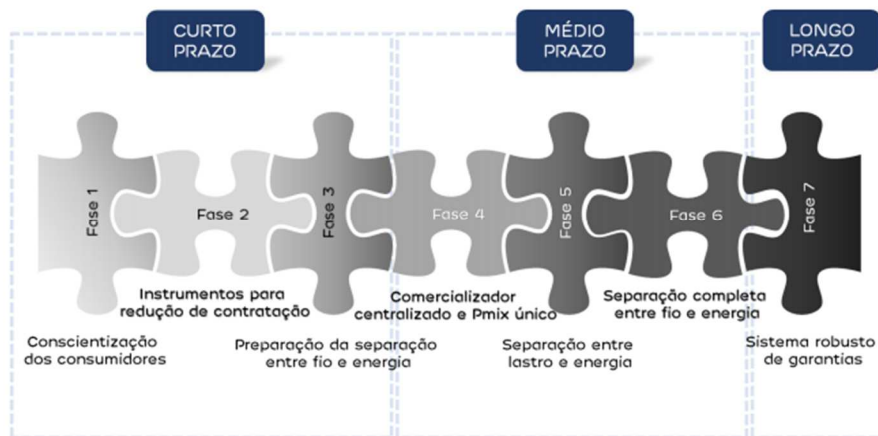 CURTO
PRAZO
MÉDIO
PRAZO
LONGO
PRAZO
Fase 1
Fase 2
Fase 3
Fase 4
Fase 5
Fase 6
Fase 7
Conscientização
dos consumidores
Instrumentos para
redução de contratação
Preparação da separação
entre fio e energia
Comercializador
centralizado e Pmix único
Separação entre
lastro e energia
Separação completa
entre fio e energia
Sistema robusto
de garantias